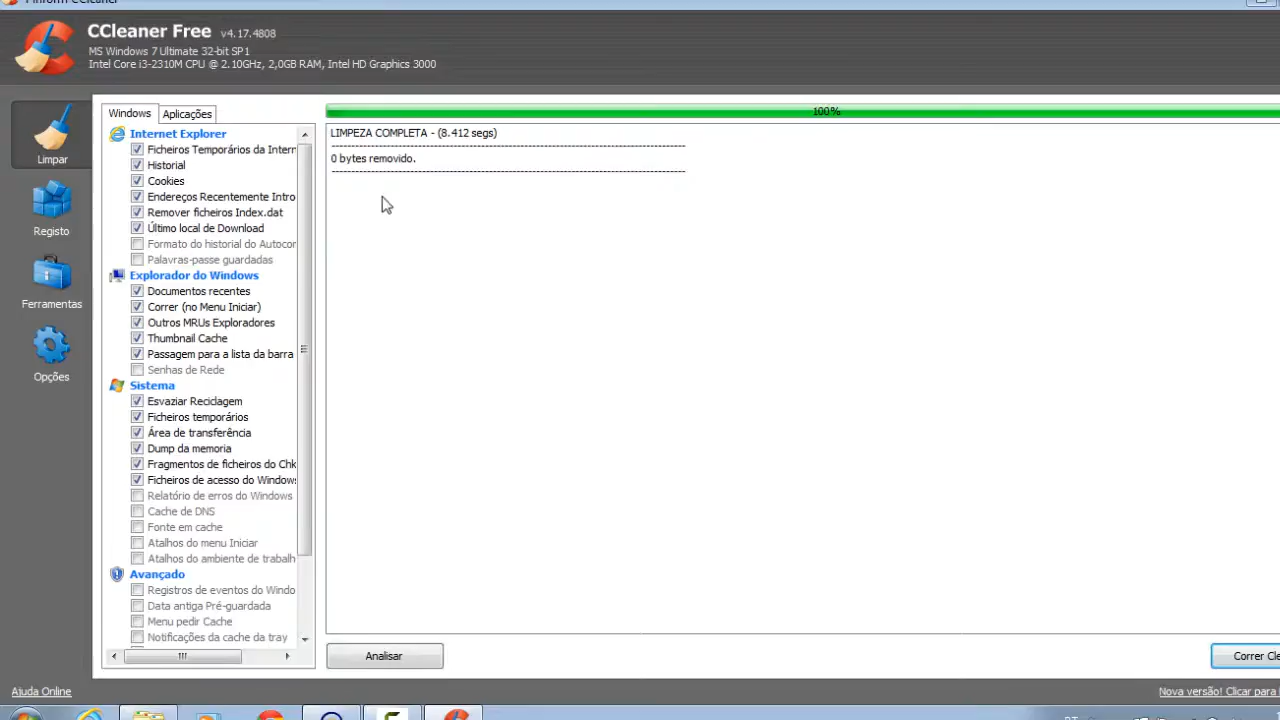 CCleaner Free v4.17.4808
MS Windows 7 Ultimate 32-bit SP1
Intel Core i3-2310M CPU @ 2.10GHz, 2,0GB RAM, Intel HD Graphics 3000
Limpar
Registo
Ferramentas
Opções
Windows
Aplicações
Internet Explorer
Ficheiros Temporários da Intern
Historial
Cookies
Endereços Recentemente Intro
Remover ficheiros Index.dat
Último local de Download
Formato do historial do Autocor
Palavras-passe guardadas
Explorador do Windows
Documentos recentes
Correr (no Menu Iniciar)
Outros MRUs Exploradores
Thumbnail Cache
Passagem para a lista da barra
Senhas de Rede
Sistema
Esvaziar Reciclagem
Ficheiros temporários
Área de transferência
Dump da memoria
Fragmentos de ficheiros do Chk
Ficheiros de acesso do Windows
Relatório de erros do Windows
Cache de DNS
Fonte em cache
Atalhos do menu Iniciar
Atalhos do ambiente de trabalh
Avançado
Registros de eventos do Windo
Data antiga Pré-guardada
Menu pedir Cache
Notificações da cache da tray
100%
LIMPEZA COMPLETA - (8.412 segs)
0 bytes removido.
Analisar
Correr Cle
Ajuda Online
Nova versão! Clicar para